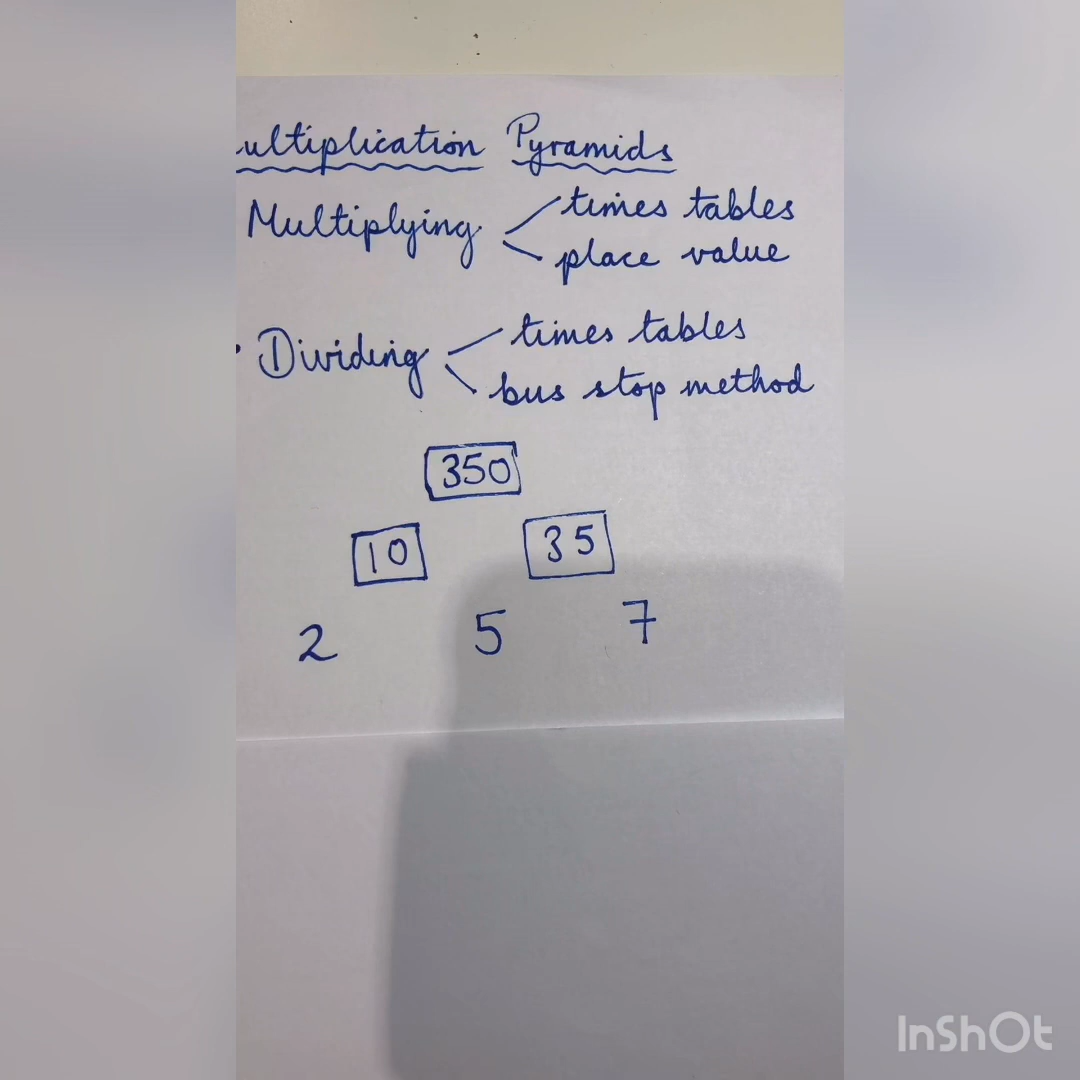 ultiplication Pyramids
Multiplying
times tables
place value
• Dividing
times tables
bus stop method
350
10 35
2 5 7
InShOt